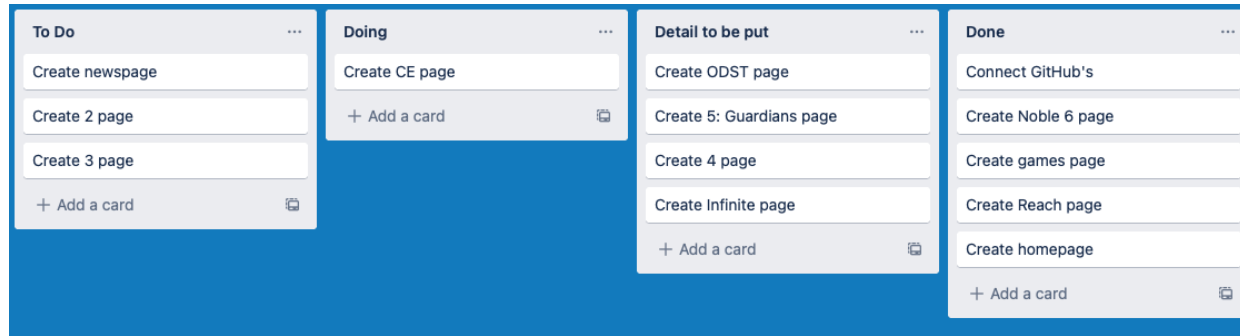 To Do
Create newspage
Create 2 page
Create 3 page
+ Add a card
Doing
Create CE page
+ Add a card
Detail to be put
Create ODST page
Create 5: Guardians page
Create 4 page
Create Infinite page
+ Add a card
Done
Connect GitHub's
Create Noble 6 page
Create games page
Create Reach page
Create homepage
+ Add a card